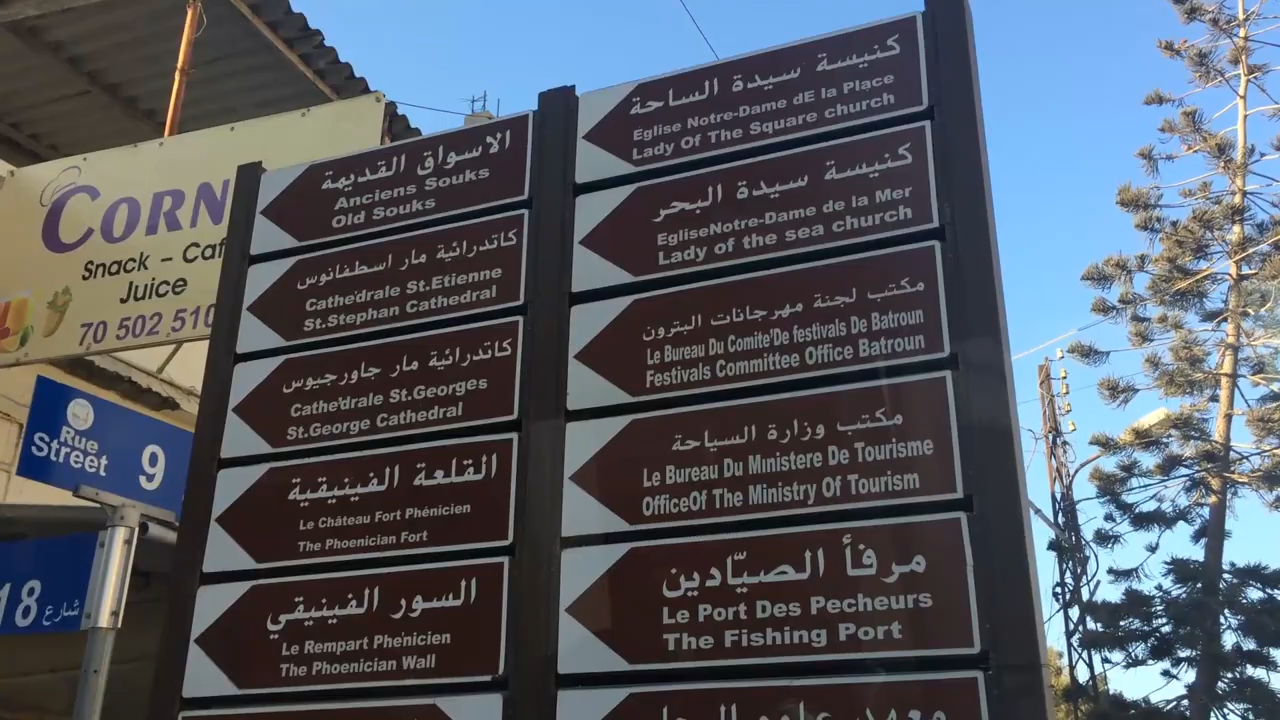 CORN
Snack - Caf
Juice
70 502 510
Rue
Street 9
18 شارع
الاسواق القديمة
Anciens Souks
Old Souks
كاتدرائية مار اسطفانوس
Cathe'drale St.Etienne
St.Stephan Cathedral
كاتدرائية مار جاورجيوس
Cathe'drale St.Georges
St.George Cathedral
القلعة الفينيقية
Le Château Fort Phénicien
The Phoenician Fort
السور الفينيقي
Le Rempart Phe'nicien
The Phoenician Wall
كنيسة سيدة الساحة
Eglise Notre-Dame dE la Place
Lady Of The Square church
كنيسة سيدة البحر
EgliseNotre-Dame de la Mer
Lady of the sea church
مكتب لجنة مهرجانات البترون
Le Bureau Du Comite'De festivals De Batroun
Festivals Committee Office Batroun
مكتب وزارة السياحة
Le Bureau Du Ministere De Tourisme
OfficeOf The Ministry Of Tourism
مرفأ الصيّادين
Le Port Des Pecheurs
The Fishing Port
معهد علوم البحار